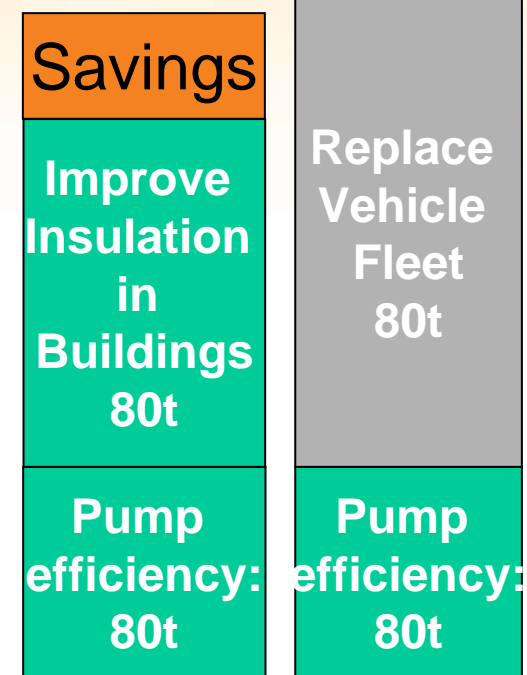 Savings
Improve
Insulation
in
Buildings
80t
Pump
efficiency:
80t
Replace
Vehicle
Fleet
80t
Pump
efficiency:
80t